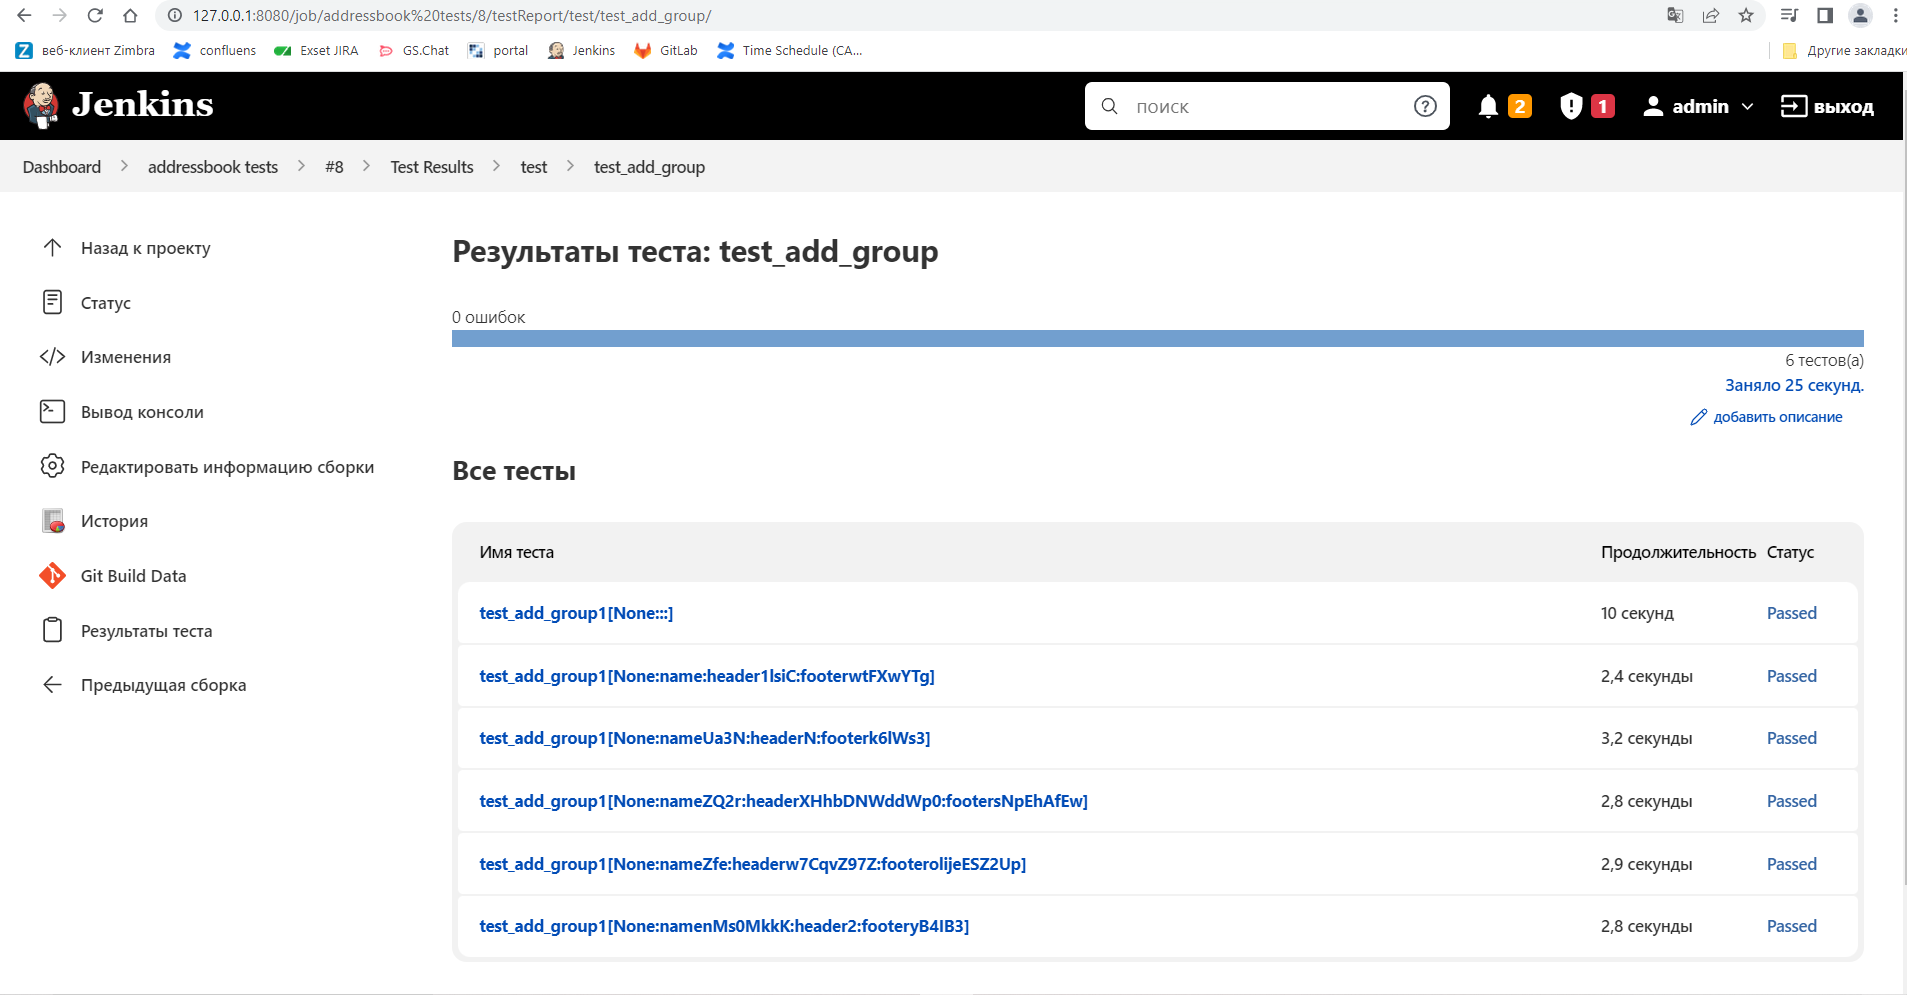 127.0.0.1:8080/job/addressbook%20tests/8/testReport/test/test_add_group/
веб-клиент Zimbra confluens Exset JIRA GS.Chat portal Jenkins GitLab Time Schedule (CA... Другие закладки
Jenkins поиск 2 1 admin выход
Dashboard addressbook tests #8 Test Results test test_add_group
Назад к проекту
Статус
Изменения
Вывод консоли
Редактировать информацию сборки
История
Git Build Data
Результаты теста
Предыдущая сборка
Результаты теста: test_add_group
0 ошибок
6 тестов(а)
Заняло 25 секунд.
добавить описание
Все тесты
Имя теста Продолжительность Статус
test_add_group1[None:::] 10 секунд Passed
test_add_group1[None:name:header1lsiC:footerwtFXwYTg] 2,4 секунды Passed
test_add_group1[None:nameUa3N:headerN:footerk6lWs3] 3,2 секунды Passed
test_add_group1[None:nameZQ2r:headerXHhbDNWddWp0:footersNpEhAfEw] 2,8 секунды Passed
test_add_group1[None:nameZfe:headerw7CqvZ97Z:footerolijeESZ2Up] 2,9 секунды Passed
test_add_group1[None:namenMs0MkkK:header2:footeryB4IB3] 2,8 секунды Passed